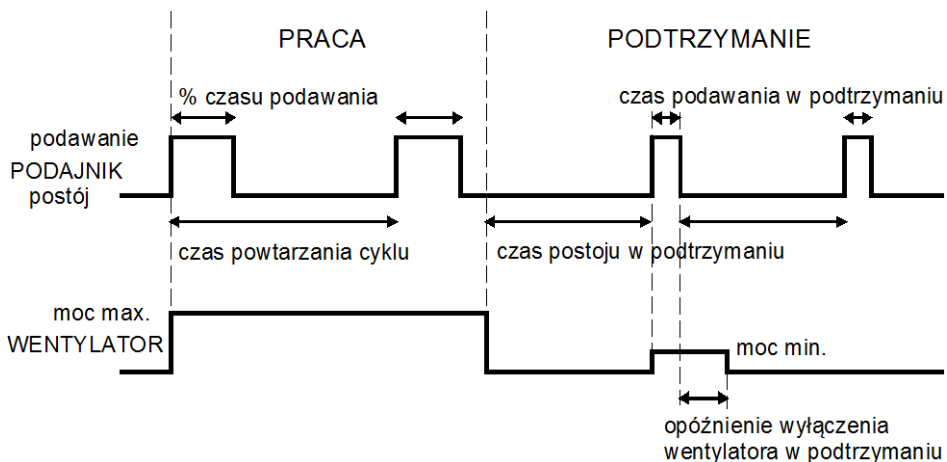 PRACA
PODTRZYMANIE
% czasu podawania
czas podawania w podtrzymaniu
podawanie
PODAJNIK
postój
czas powtarzania cyklu
czas postoju w podtrzymaniu
moc max.
WENTYLATOR
moc min.
opóźnienie wyłączenia
wentylatora w podtrzymaniu